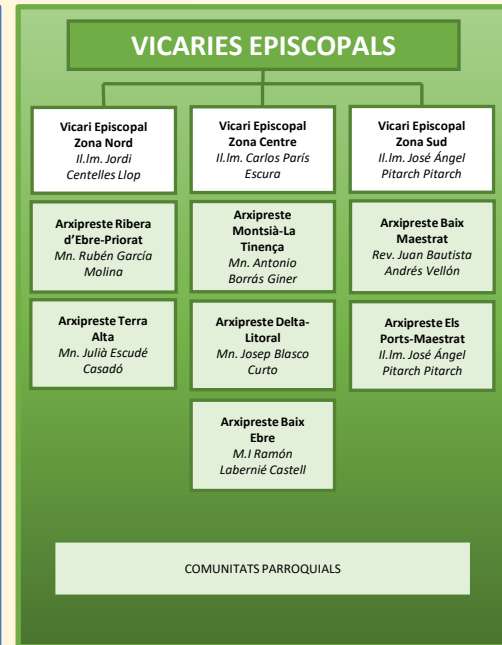 VICARIES EPISCOPALS
Vicari Episcopal
Zona Nord
Il.lm. Jordi
Centelles Llop
Arxipreste Ribera
d'Ebre-Priorat
Mn. Rubén García
Molina
Arxipreste Terra
Alta
Mn. Julià Escudé
Casadó
Vicari Episcopal
Zona Centre
Il.lm. Carlos París
Escura
Arxipreste
Montsià-La
Tinença
Mn. Antonio
Borrás Giner
Arxipreste Delta-
Litoral
Mn. Josep Blasco
Curto
Arxipreste Baix
Ebre
M.I Ramón
Labernié Castell
Vicari Episcopal
Zona Sud
Il.lm. José Ángel
Pitarch Pitarch
Arxipreste Baix
Maestrat
Rev. Juan Bautista
Andrés Vellón
Arxipreste Els
Ports-Maestrat
Il.lm. José Ángel
Pitarch Pitarch
COMUNITATS PARROQUIALS